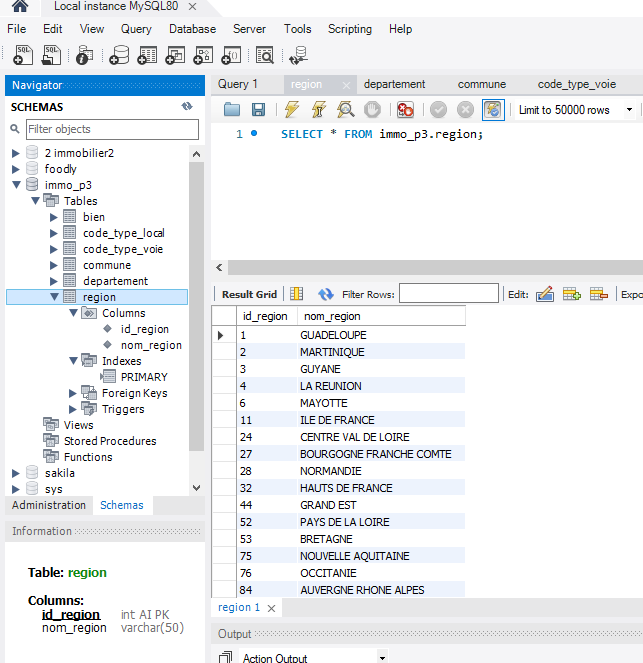 Local instance MySQL80
File Edit View Query Database Server Tools Scripting Help
Navigator
SCHEMAS
Filter objects
2 immobilier2
foodly
immo_p3
Tables
bien
code_type_local
code_type_voie
commune
departement
region
Columns
id_region
nom_region
Indexes
PRIMARY
Foreign Keys
Triggers
Views
Stored Procedures
Functions
sakila
sys
Administration Schemas
Information
Table: region
Columns:
id_region int AI PK
nom_region varchar(50)
Query 1 region departement commune code_type_voie
Limit to 50000 rows
1 SELECT * FROM immo_p3.region;
Result Grid Filter Rows: Edit: Expo
id_region nom_region
1 GUADELOUPE
2 MARTINIQUE
3 GUYANE
4 LA REUNION
6 MAYOTTE
11 ILE DE FRANCE
24 CENTRE VAL DE LOIRE
27 BOURGOGNE FRANCHE COMTE
28 NORMANDIE
32 HAUTS DE FRANCE
44 GRAND EST
52 PAYS DE LA LOIRE
53 BRETAGNE
75 NOUVELLE AQUITAINE
76 OCCITANIE
84 AUVERGNE RHONE ALPES
region 1
Output
Action Output